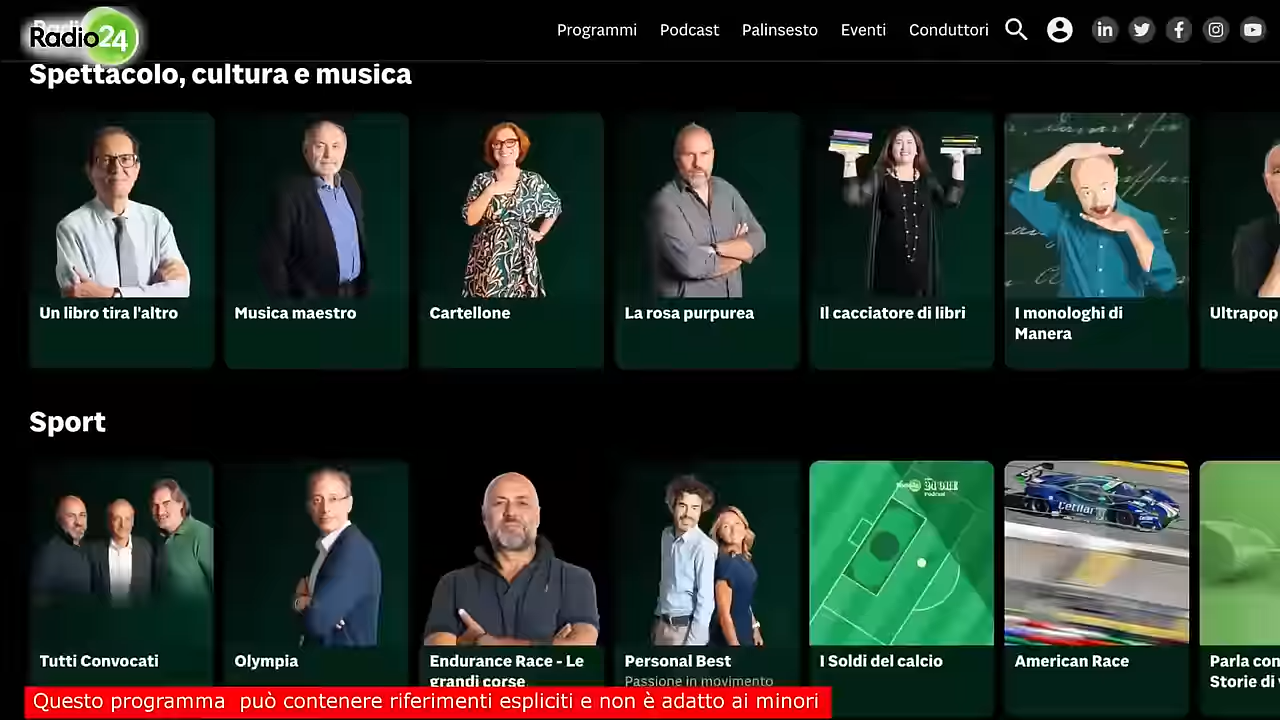 Radio24
Programmi Podcast Palinsesto Eventi Conduttori
Spettacolo, cultura e musica
Un libro tira l'altro
Musica maestro
Cartellone
La rosa purpurea
Il cacciatore di libri
I monologhi di
Manera
Ultrapop
Sport
Tutti Convocati
Olympia
Endurance Race - Le
grandi corse
Personal Best
Passione in movimento
I Soldi del calcio
American Race
Parla con
Storie di
Questo programma può contenere riferimenti espliciti e non è adatto ai minori